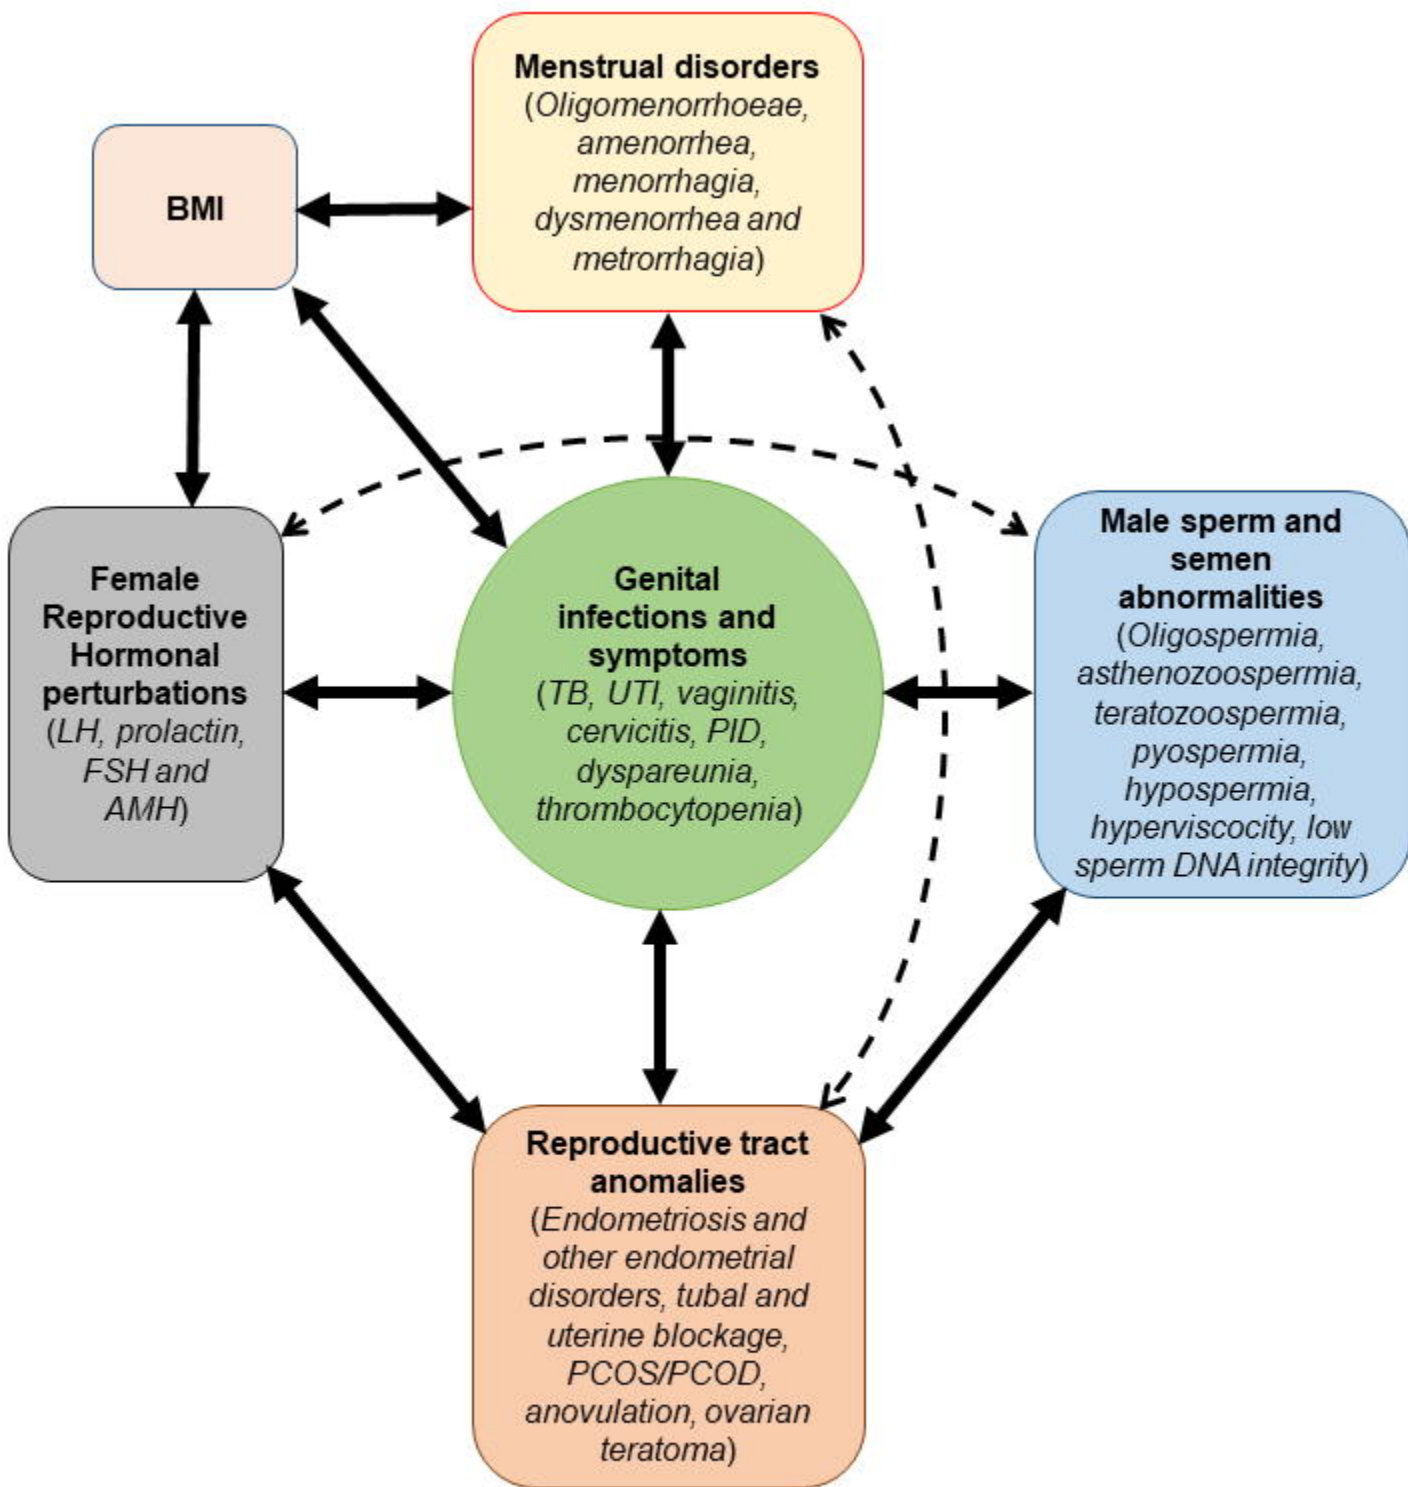 Menstrual disorders
(Oligomenorrhoeae,
amenorrhea,
menorrhagia,
dysmenorrhea and
metrorrhagia)
BMI
Female
Reproductive
Hormonal
perturbations
(LH, prolactin,
FSH and
AMH)
Genital
infections and
symptoms
(TB, UTI, vaginitis,
cervicitis, PID,
dyspareunia,
thrombocytopenia)
Male sperm and
semen
abnormalities
(Oligospermia,
asthenozoospermia,
teratozoospermia,
pyospermia,
hypospermia,
hyperviscocity, low
sperm DNA integrity)
Reproductive tract
anomalies
(Endometriosis and
other endometrial
disorders, tubal and
uterine blockage,
PCOS/PCOD,
anovulation, ovarian
teratoma)